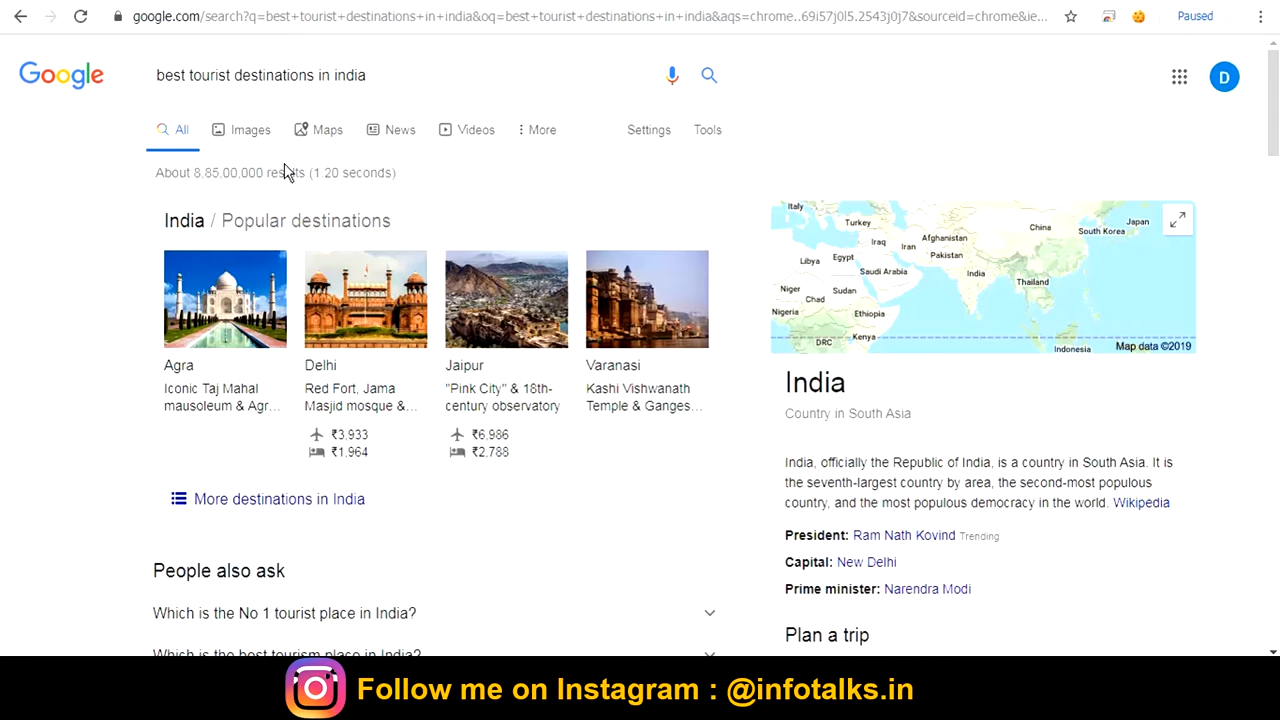 google.com/search?q=best+tourist+destinations+in+india&oq=best+tourist+destinations+in+india&aqs=chrome..69i57j0l5.2543j0j7&sourceid=chrome&ie...
Paused
Google
best tourist destinations in india
D
All
Images
Maps
News
Videos
More
Settings
Tools
About 8,85,00,000 results (1.20 seconds)
India / Popular destinations
Agra
Iconic Taj Mahal
mausoleum & Agr...
Delhi
Red Fort, Jama
Masjid mosque &...
₹3,933
₹1,964
Jaipur
"Pink City" & 18th-
century observatory
₹6,986
₹2,788
Varanasi
Kashi Vishwanath
Temple & Ganges...
More destinations in India
People also ask
Which is the No 1 tourist place in India?
Which is the best tourism place in India?
Italy
Turkey
Iraq
Iran
Afghanistan
Pakistan
China
South Korea
Japan
Libya
Egypt
Saudi Arabia
India
Thailand
Niger
Chad
Sudan
Nigeria
Ethiopia
DRC
Kenya
Indonesia
Map data ©2019
India
Country in South Asia
India, officially the Republic of India, is a country in South Asia. It is
the seventh-largest country by area, the second-most populous
country, and the most populous democracy in the world. Wikipedia
President: Ram Nath Kovind Trending
Capital: New Delhi
Prime minister: Narendra Modi
Plan a trip
Follow me on Instagram : @infotalks.in